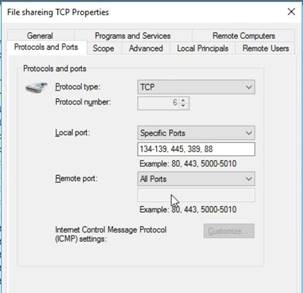 File shareing TCP Properties
General Programs and Services Remote Computers
Protocols and Ports Scope Advanced Local Principals Remote Users
Protocols and ports
Protocol type: TCP
Protocol number: 6
Local port: Specific Ports
134-139, 445, 389, 88
Example: 80, 443, 5000-5010
Remote port: All Ports
Example: 80, 443, 5000-5010
Internet Control Message Protocol
(ICMP) settings: Customize...